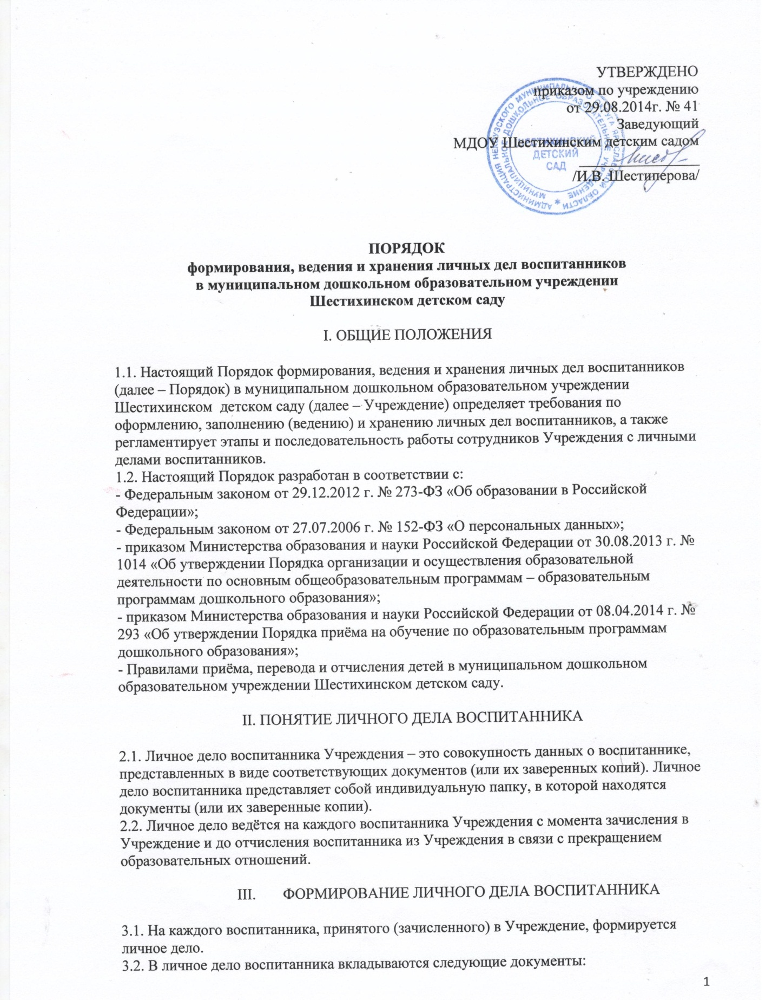 УТВЕРЖДЕНО
приказом по учреждению
от 29.08.2014г. № 41
Заведующий
МДОУ Шестихинским детским садом
/И.В. Шестиперова/
АДМИНИСТРАЦИЯ НЕКОУЗСКОГО МУНИЦИПАЛЬНОГО ОКРУГА ЯРОСЛАВСКОЙ ОБЛАСТИ
МУНИЦИПАЛЬНОЕ ДОШКОЛЬНОЕ ОБРАЗОВАТЕЛЬНОЕ УЧРЕЖДЕНИЕ
ШЕСТИХИНСКИЙ
ДЕТСКИЙ
САД
ПОРЯДОК
формирования, ведения и хранения личных дел воспитанников
в муниципальном дошкольном образовательном учреждении
Шестихинском детском саду
I. ОБЩИЕ ПОЛОЖЕНИЯ
1.1. Настоящий Порядок формирования, ведения и хранения личных дел воспитанников
(далее – Порядок) в муниципальном дошкольном образовательном учреждении
Шестихинском детском саду (далее – Учреждение) определяет требования по
оформлению, заполнению (ведению) и хранению личных дел воспитанников, а также
регламентирует этапы и последовательность работы сотрудников Учреждения с личными
делами воспитанников.
1.2. Настоящий Порядок разработан в соответствии с:
- Федеральным законом от 29.12.2012 г. № 273-ФЗ «Об образовании в Российской
Федерации»;
- Федеральным законом от 27.07.2006 г. № 152-ФЗ «О персональных данных»;
- приказом Министерства образования и науки Российской Федерации от 30.08.2013 г. №
1014 «Об утверждении Порядка организации и осуществления образовательной
деятельности по основным общеобразовательным программам – образовательным
программам дошкольного образования»;
- приказом Министерства образования и науки Российской Федерации от 08.04.2014 г. №
293 «Об утверждении Порядка приёма на обучение по образовательным программам
дошкольного образования»;
- Правилами приёма, перевода и отчисления детей в муниципальном дошкольном
образовательном учреждении Шестихинском детском саду.
II. ПОНЯТИЕ ЛИЧНОГО ДЕЛА ВОСПИТАННИКА
2.1. Личное дело воспитанника Учреждения – это совокупность данных о воспитаннике,
представленных в виде соответствующих документов (или их заверенных копий). Личное
дело воспитанника представляет собой индивидуальную папку, в которой находятся
документы (или их заверенные копии).
2.2. Личное дело ведётся на каждого воспитанника Учреждения с момента зачисления в
Учреждение и до отчисления воспитанника из Учреждения в связи с прекращением
образовательных отношений.
III. ФОРМИРОВАНИЕ ЛИЧНОГО ДЕЛА ВОСПИТАННИКА
3.1. На каждого воспитанника, принятого (зачисленного) в Учреждение, формируется
личное дело.
3.2. В личное дело воспитанника вкладываются следующие документы:
1